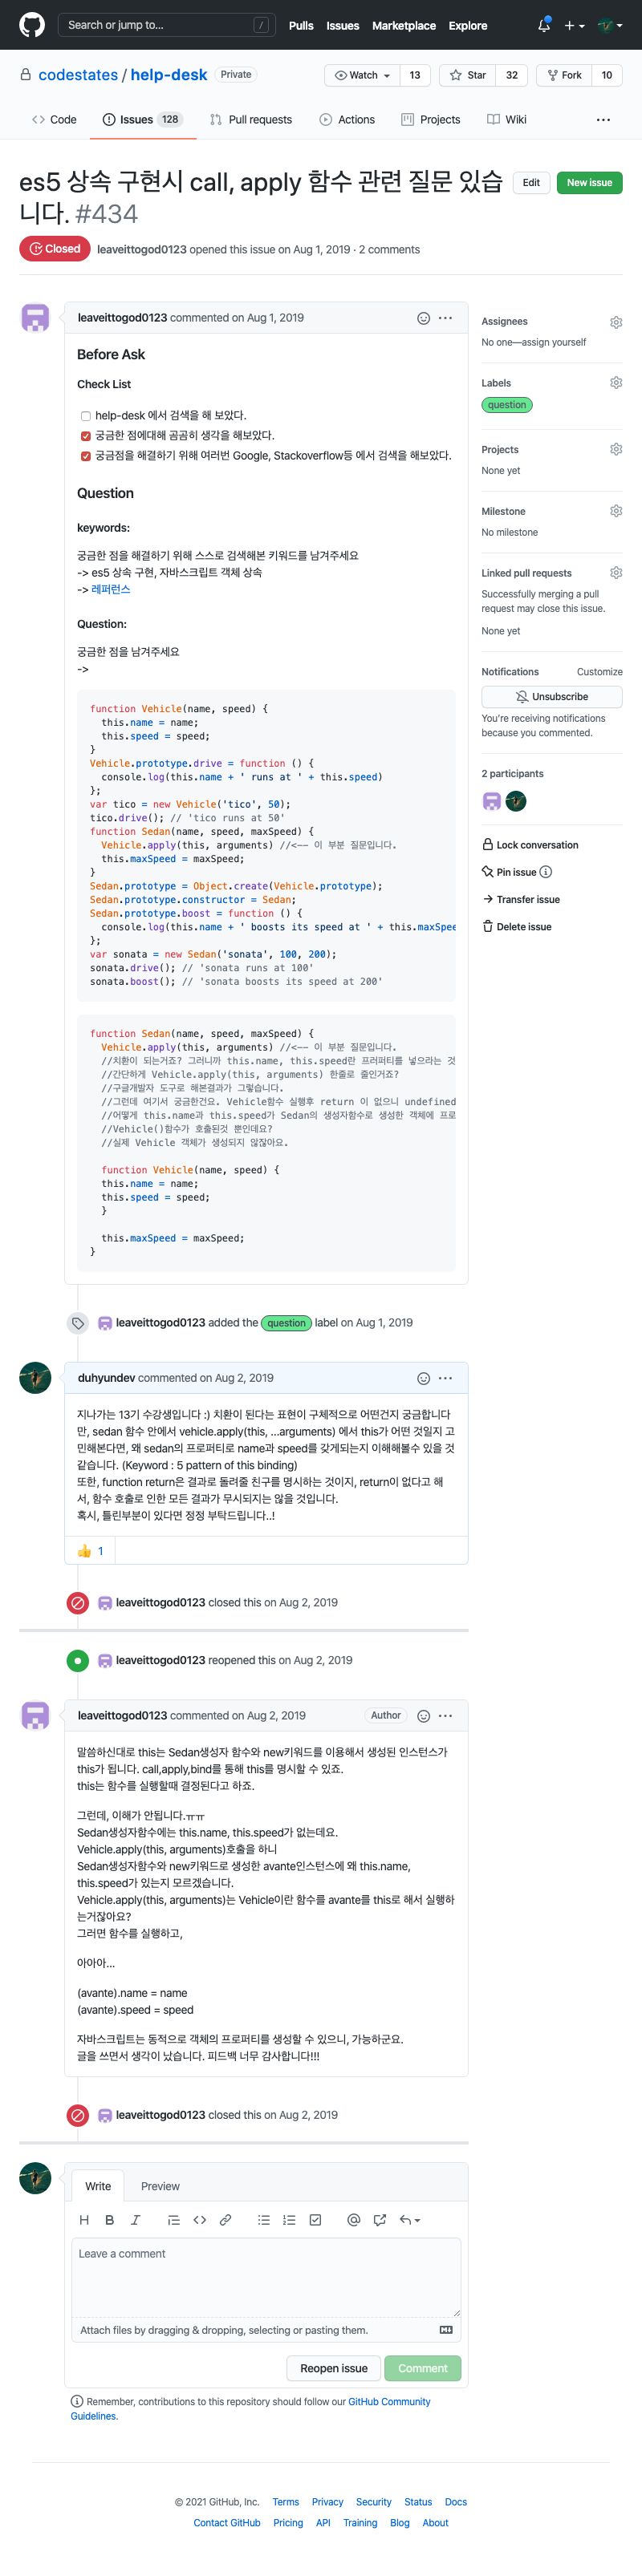 Search or jump to...
/
Pulls Issues Marketplace Explore
codestates / help-desk Private
Watch 13
Star 32
Fork 10
Code
Issues 128
Pull requests
Actions
Projects
Wiki
es5 상속 구현시 call, apply 함수 관련 질문 있습
니다. #434
Edit
New issue
Closed
leaveittogod0123 opened this issue on Aug 1, 2019 · 2 comments
leaveittogod0123 commented on Aug 1, 2019
Before Ask
Check List
help-desk 에서 검색을 해 보았다.
궁금한 점에대해 곰곰히 생각을 해보았다.
궁금점을 해결하기 위해 여러번 Google, Stackoverflow등 에서 검색을 해보았다.
Question
keywords:
궁금한 점을 해결하기 위해 스스로 검색해본 키워드를 남겨주세요
-> es5 상속 구현, 자바스크립트 객체 상속
-> 레퍼런스
Question:
궁금한 점을 남겨주세요
->
function Vehicle(name, speed) {
this.name = name;
this.speed = speed;
}
Vehicle.prototype.drive = function () {
console.log(this.name + ' runs at ' + this.speed)
};
var tico = new Vehicle('tico', 50);
tico.drive(); // 'tico runs at 50'
function Sedan(name, speed, maxSpeed) {
Vehicle.apply(this, arguments) //<-- 이 부분 질문입니다.
this.maxSpeed = maxSpeed;
}
Sedan.prototype = Object.create(Vehicle.prototype);
Sedan.prototype.constructor = Sedan;
Sedan.prototype.boost = function () {
console.log(this.name + ' boosts its speed at ' + this.maxSpee
};
var sonata = new Sedan('sonata', 100, 200);
sonata.drive(); // 'sonata runs at 100'
sonata.boost(); // 'sonata boosts its speed at 200'
function Sedan(name, speed, maxSpeed) {
Vehicle.apply(this, arguments) //<-- 이 부분 질문입니다.
//치환이 되는거죠? 그러니까 this.name, this.speed란 프러퍼티를 넣으라는 것
//간단하게 Vehicle.apply(this, arguments) 한줄로 줄인거죠?
//구글개발자 도구로 해본결과가 그렇습니다.
//그런데 여기서 궁금한건요. Vehicle함수 실행후 return 이 없으니 undefined
//어떻게 this.name과 this.speed가 Sedan의 생성자함수로 생성한 객체에 프로
//Vehicle()함수가 호출된것 뿐인데요?
//실제 Vehicle 객체가 생성되지 않잖아요.
function Vehicle(name, speed) {
this.name = name;
this.speed = speed;
}
this.maxSpeed = maxSpeed;
}
leaveittogod0123 added the question label on Aug 1, 2019
duhyundev commented on Aug 2, 2019
지나가는 13기 수강생입니다 :) 치환이 된다는 표현이 구체적으로 어떤건지 궁금합니다
만, sedan 함수 안에서 vehicle.apply(this, ...arguments) 에서 this가 어떤 것일지 고
민해본다면, 왜 sedan의 프로퍼티로 name과 speed를 갖게되는지 이해해볼수 있을 것
같습니다. (Keyword : 5 pattern of this binding)
또한, function return은 결과로 돌려줄 친구를 명시하는 것이지, return이 없다고 해
서, 함수 호출로 인한 모든 결과가 무시되지는 않을 것입니다.
혹시, 틀린부분이 있다면 정정 부탁드립니다..!
👍 1
leaveittogod0123 closed this on Aug 2, 2019
leaveittogod0123 reopened this on Aug 2, 2019
leaveittogod0123 commented on Aug 2, 2019
Author
말씀하신대로 this는 Sedan생성자 함수와 new키워드를 이용해서 생성된 인스턴스가
this가 됩니다. call,apply,bind를 통해 this를 명시할 수 있죠.
this는 함수를 실행할때 결정된다고 하죠.
그런데, 이해가 안됩니다.ㅠㅠ
Sedan생성자함수에는 this.name, this.speed가 없는데요.
Vehicle.apply(this, arguments)호출을 하니
Sedan생성자함수와 new키워드로 생성한 avante인스턴스에 왜 this.name,
this.speed가 있는지 모르겠습니다.
Vehicle.apply(this, arguments)는 Vehicle이란 함수를 avante를 this로 해서 실행하
는거잖아요?
그러면 함수를 실행하고,
아아아...
(avante).name = name
(avante).speed = speed
자바스크립트는 동적으로 객체의 프로퍼티를 생성할 수 있으니, 가능하군요.
글을 쓰면서 생각이 났습니다. 피드백 너무 감사합니다!!!
leaveittogod0123 closed this on Aug 2, 2019
Write
Preview
H B I
Leave a comment
Attach files by dragging & dropping, selecting or pasting them.
Reopen issue
Comment
Remember, contributions to this repository should follow our GitHub Community
Guidelines.
Assignees
No one—assign yourself
Labels
question
Projects
None yet
Milestone
No milestone
Linked pull requests
Successfully merging a pull
request may close this issue.
None yet
Notifications
Customize
Unsubscribe
You're receiving notifications
because you commented.
2 participants
Lock conversation
Pin issue
Transfer issue
Delete issue
© 2021 GitHub, Inc. Terms Privacy Security Status Docs
Contact GitHub Pricing API Training Blog About